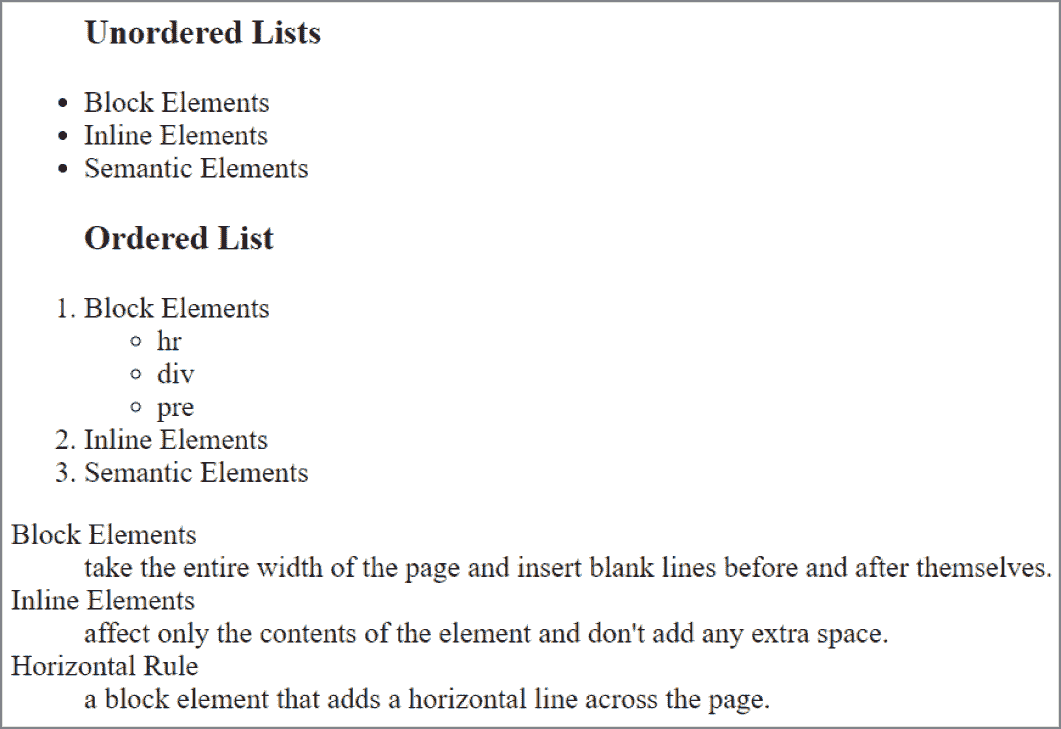 Unordered Lists
• Block Elements
• Inline Elements
• Semantic Elements
Ordered List
1. Block Elements
◦ hr
◦ div
◦ pre
2. Inline Elements
3. Semantic Elements
Block Elements
take the entire width of the page and insert blank lines before and after themselves.
Inline Elements
affect only the contents of the element and don't add any extra space.
Horizontal Rule
a block element that adds a horizontal line across the page.